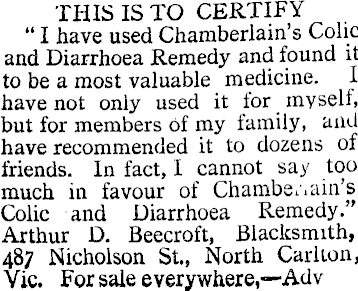 THIS IS TO CERTIFY
“I have used Chamberlain’s Colic
and Diarrhoea Remedy and found it
to be a most valuable medicine. I
have not only used it for myself,
but for members of my family, and
have recommended it to dozens of
friends. In fact, I cannot say too
much in favour of Chamberlain’s
Colic and Diarrhoea Remedy.”
Arthur D. Beecroft, Blacksmith,
487 Nicholson St., North Carlton,
Vic. For sale everywhere,—Adv